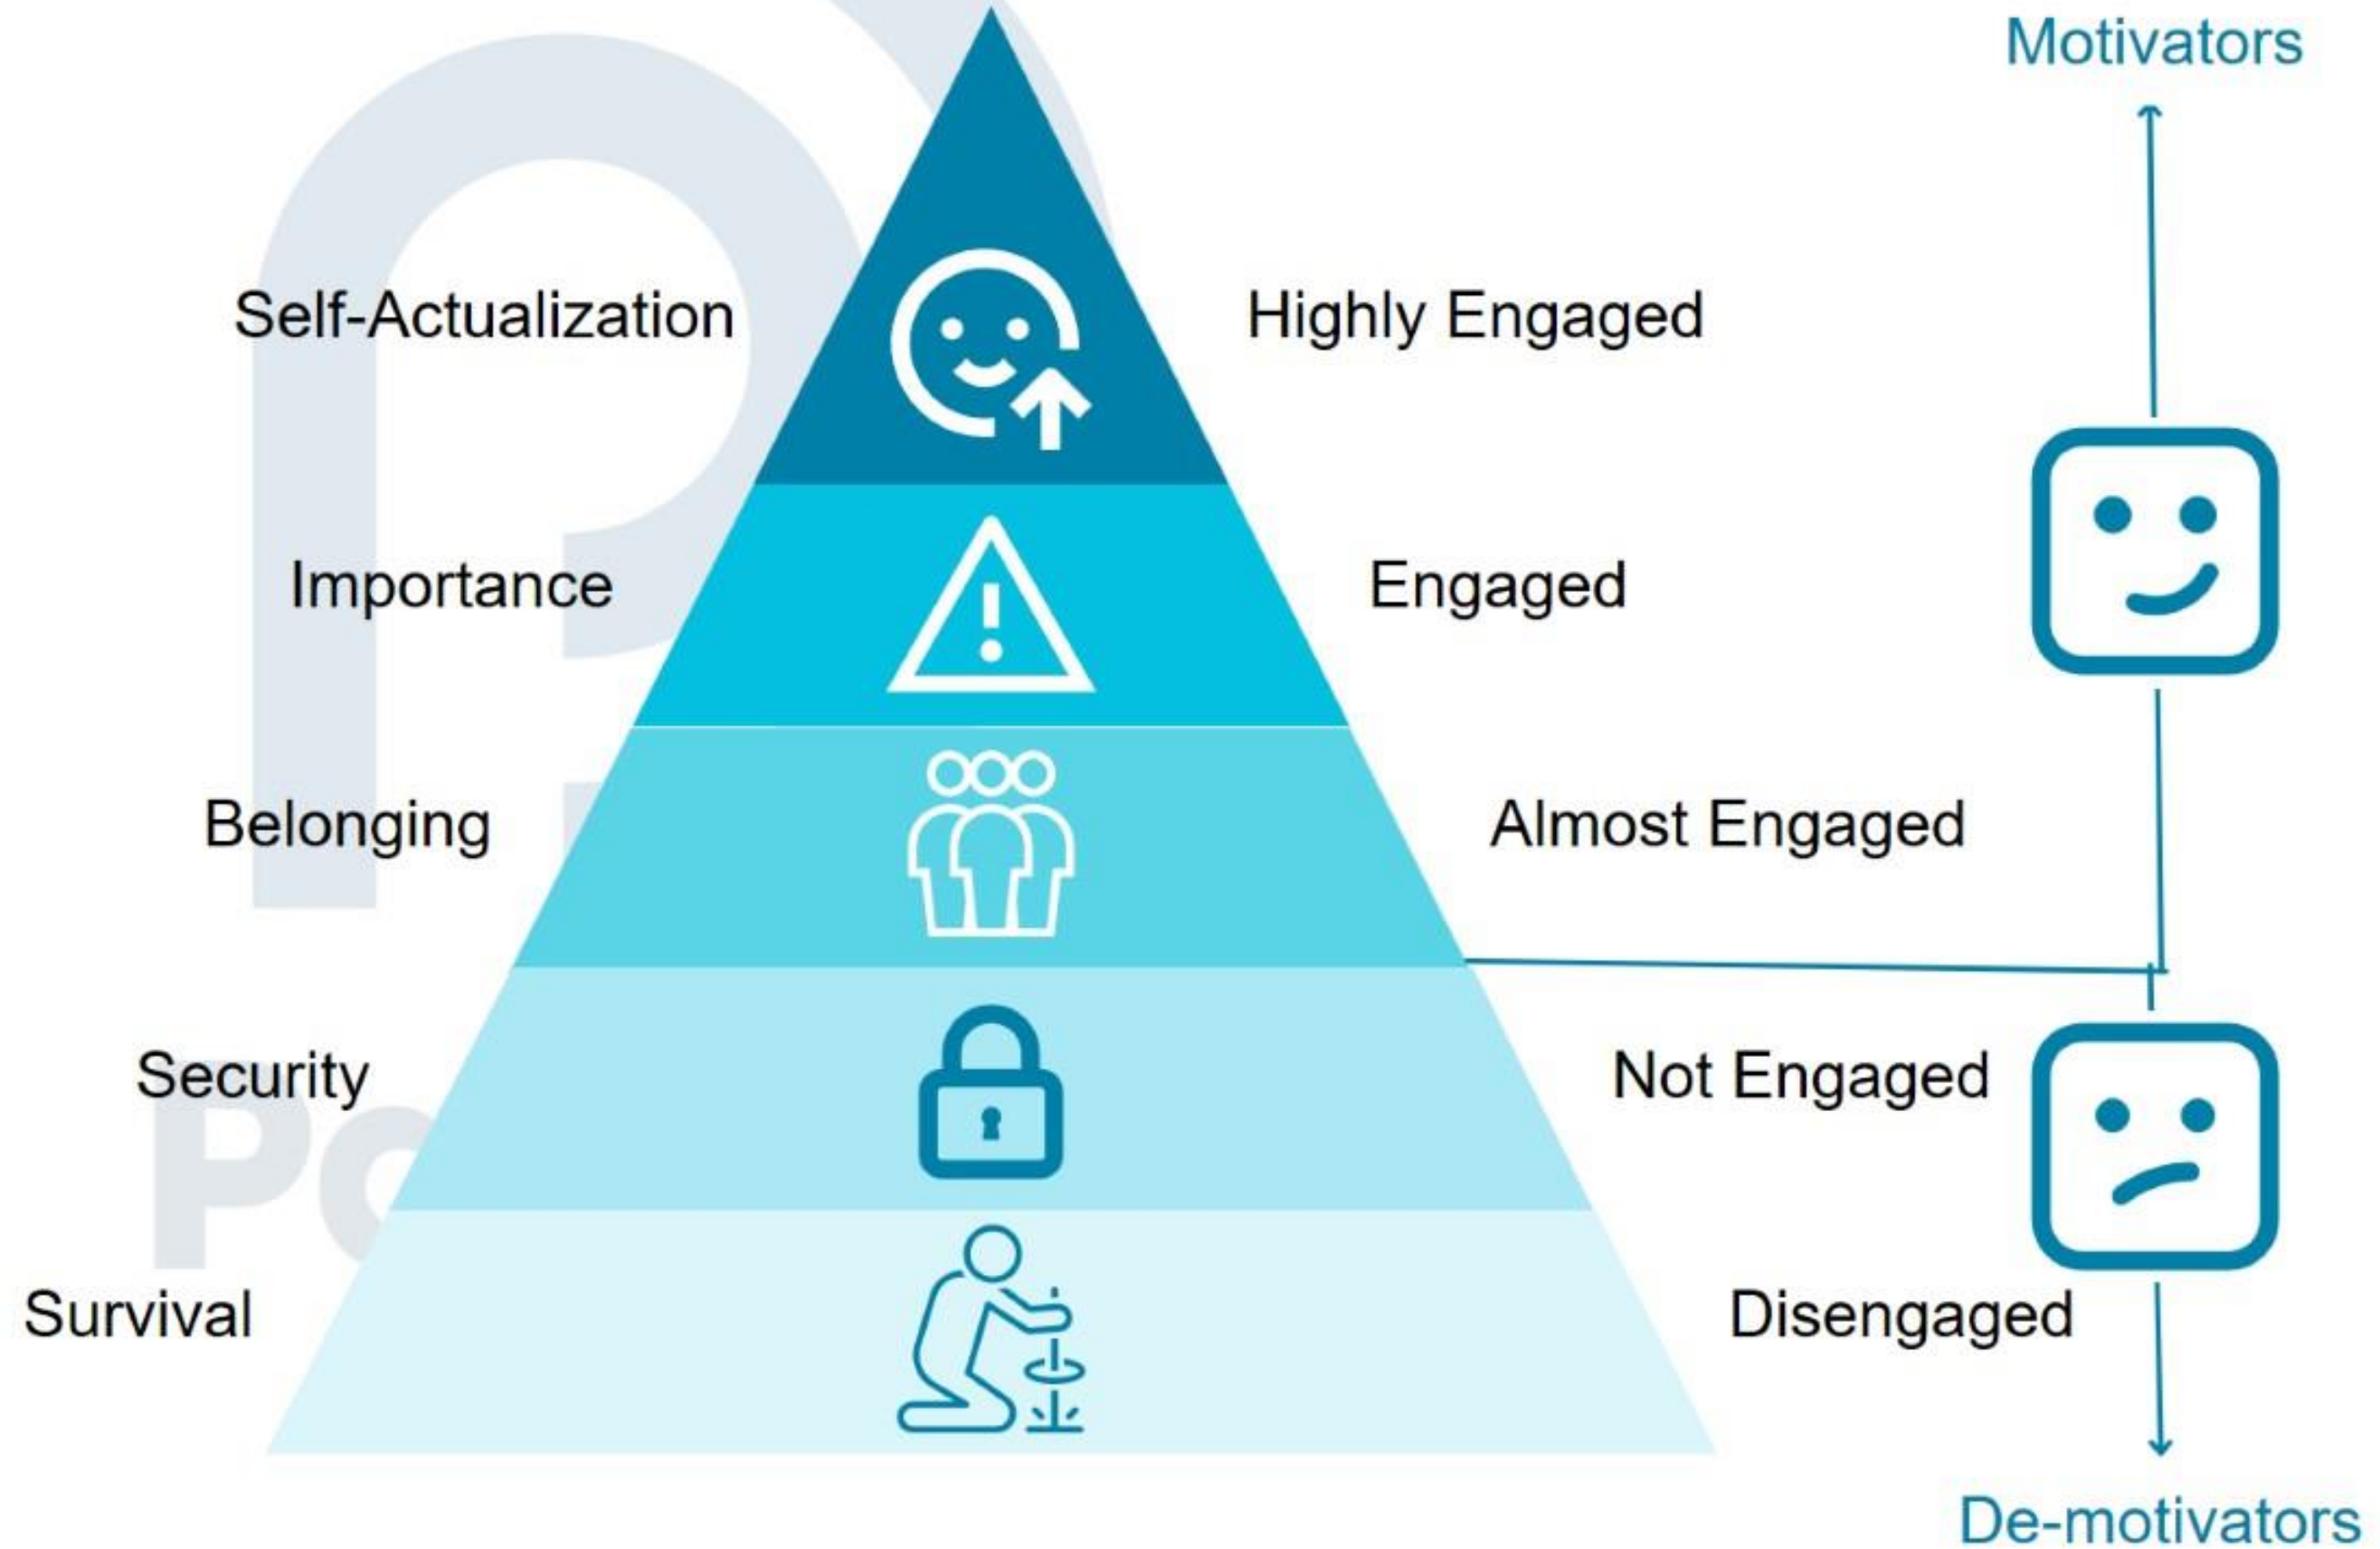 Motivators
Self-Actualization
Highly Engaged
Importance
Engaged
Belonging
Almost Engaged
Security
Not Engaged
Survival
Disengaged
De-motivators